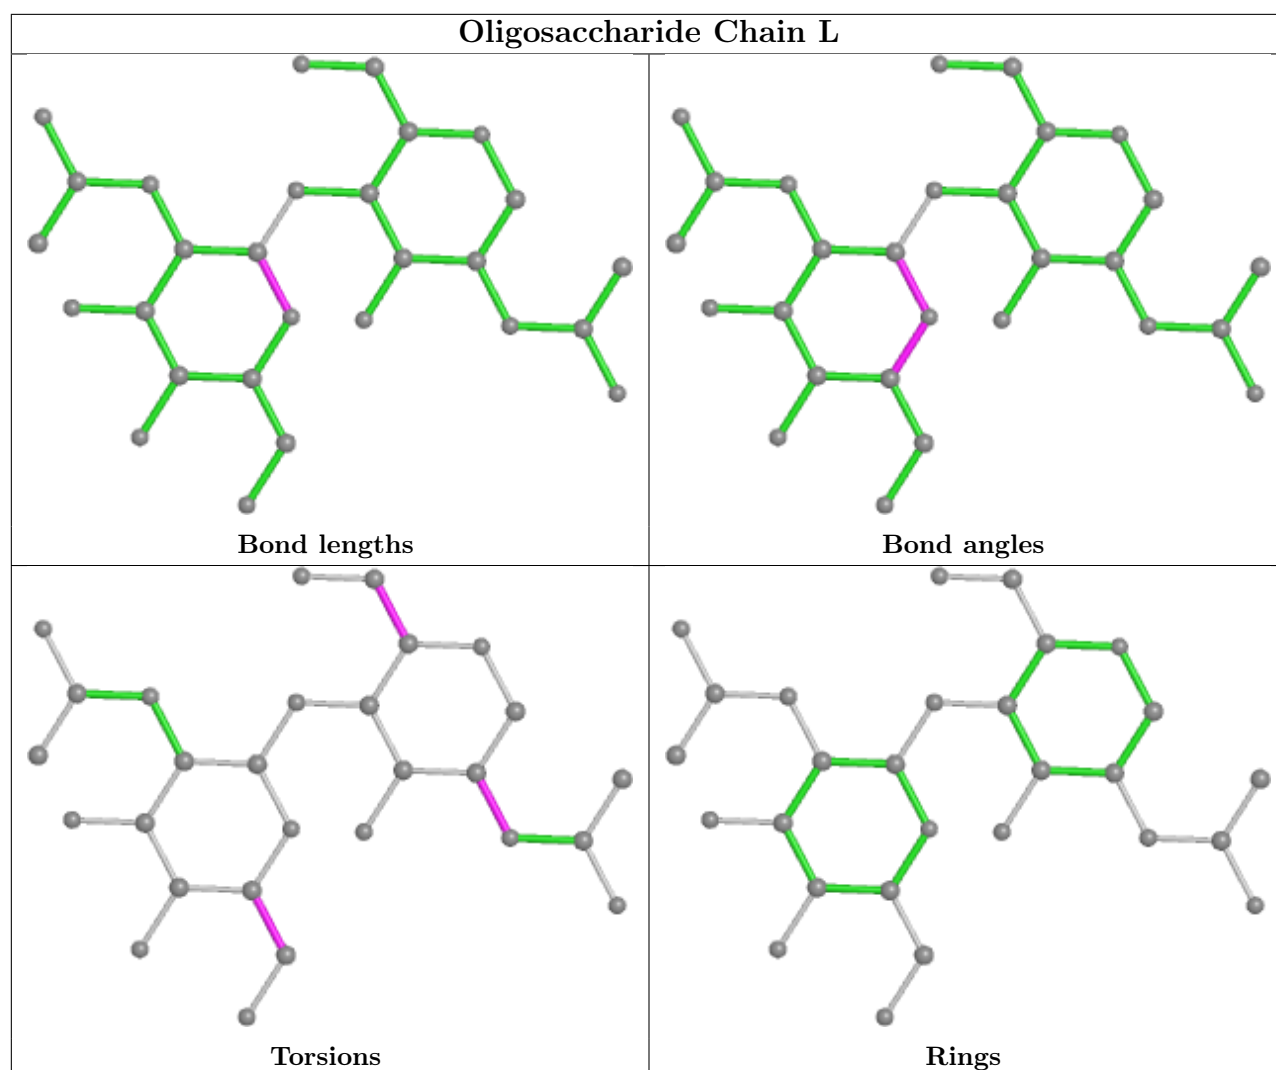 Oligosaccharide Chain L
Bond lengths
Bond angles
Torsions
Rings